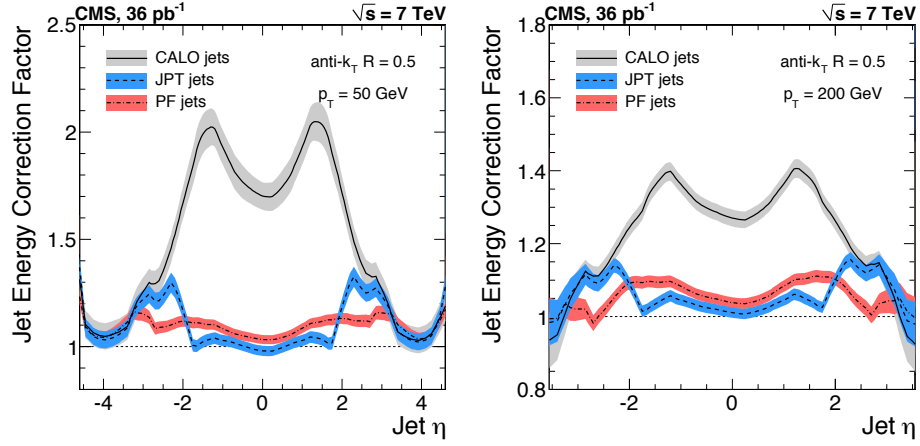 CMS, 36 pb⁻¹ √s = 7 TeV
Jet Energy Correction Factor
2.5
2
1.5
1
CALO jets
JPT jets
PF jets
anti-k_T R = 0.5
p_T = 50 GeV
-4 -2 0 2 4
Jet η
CMS, 36 pb⁻¹ √s = 7 TeV
Jet Energy Correction Factor
1.8
1.6
1.4
1.2
1
0.8
CALO jets
JPT jets
PF jets
anti-k_T R = 0.5
p_T = 200 GeV
-2 0 2
Jet η